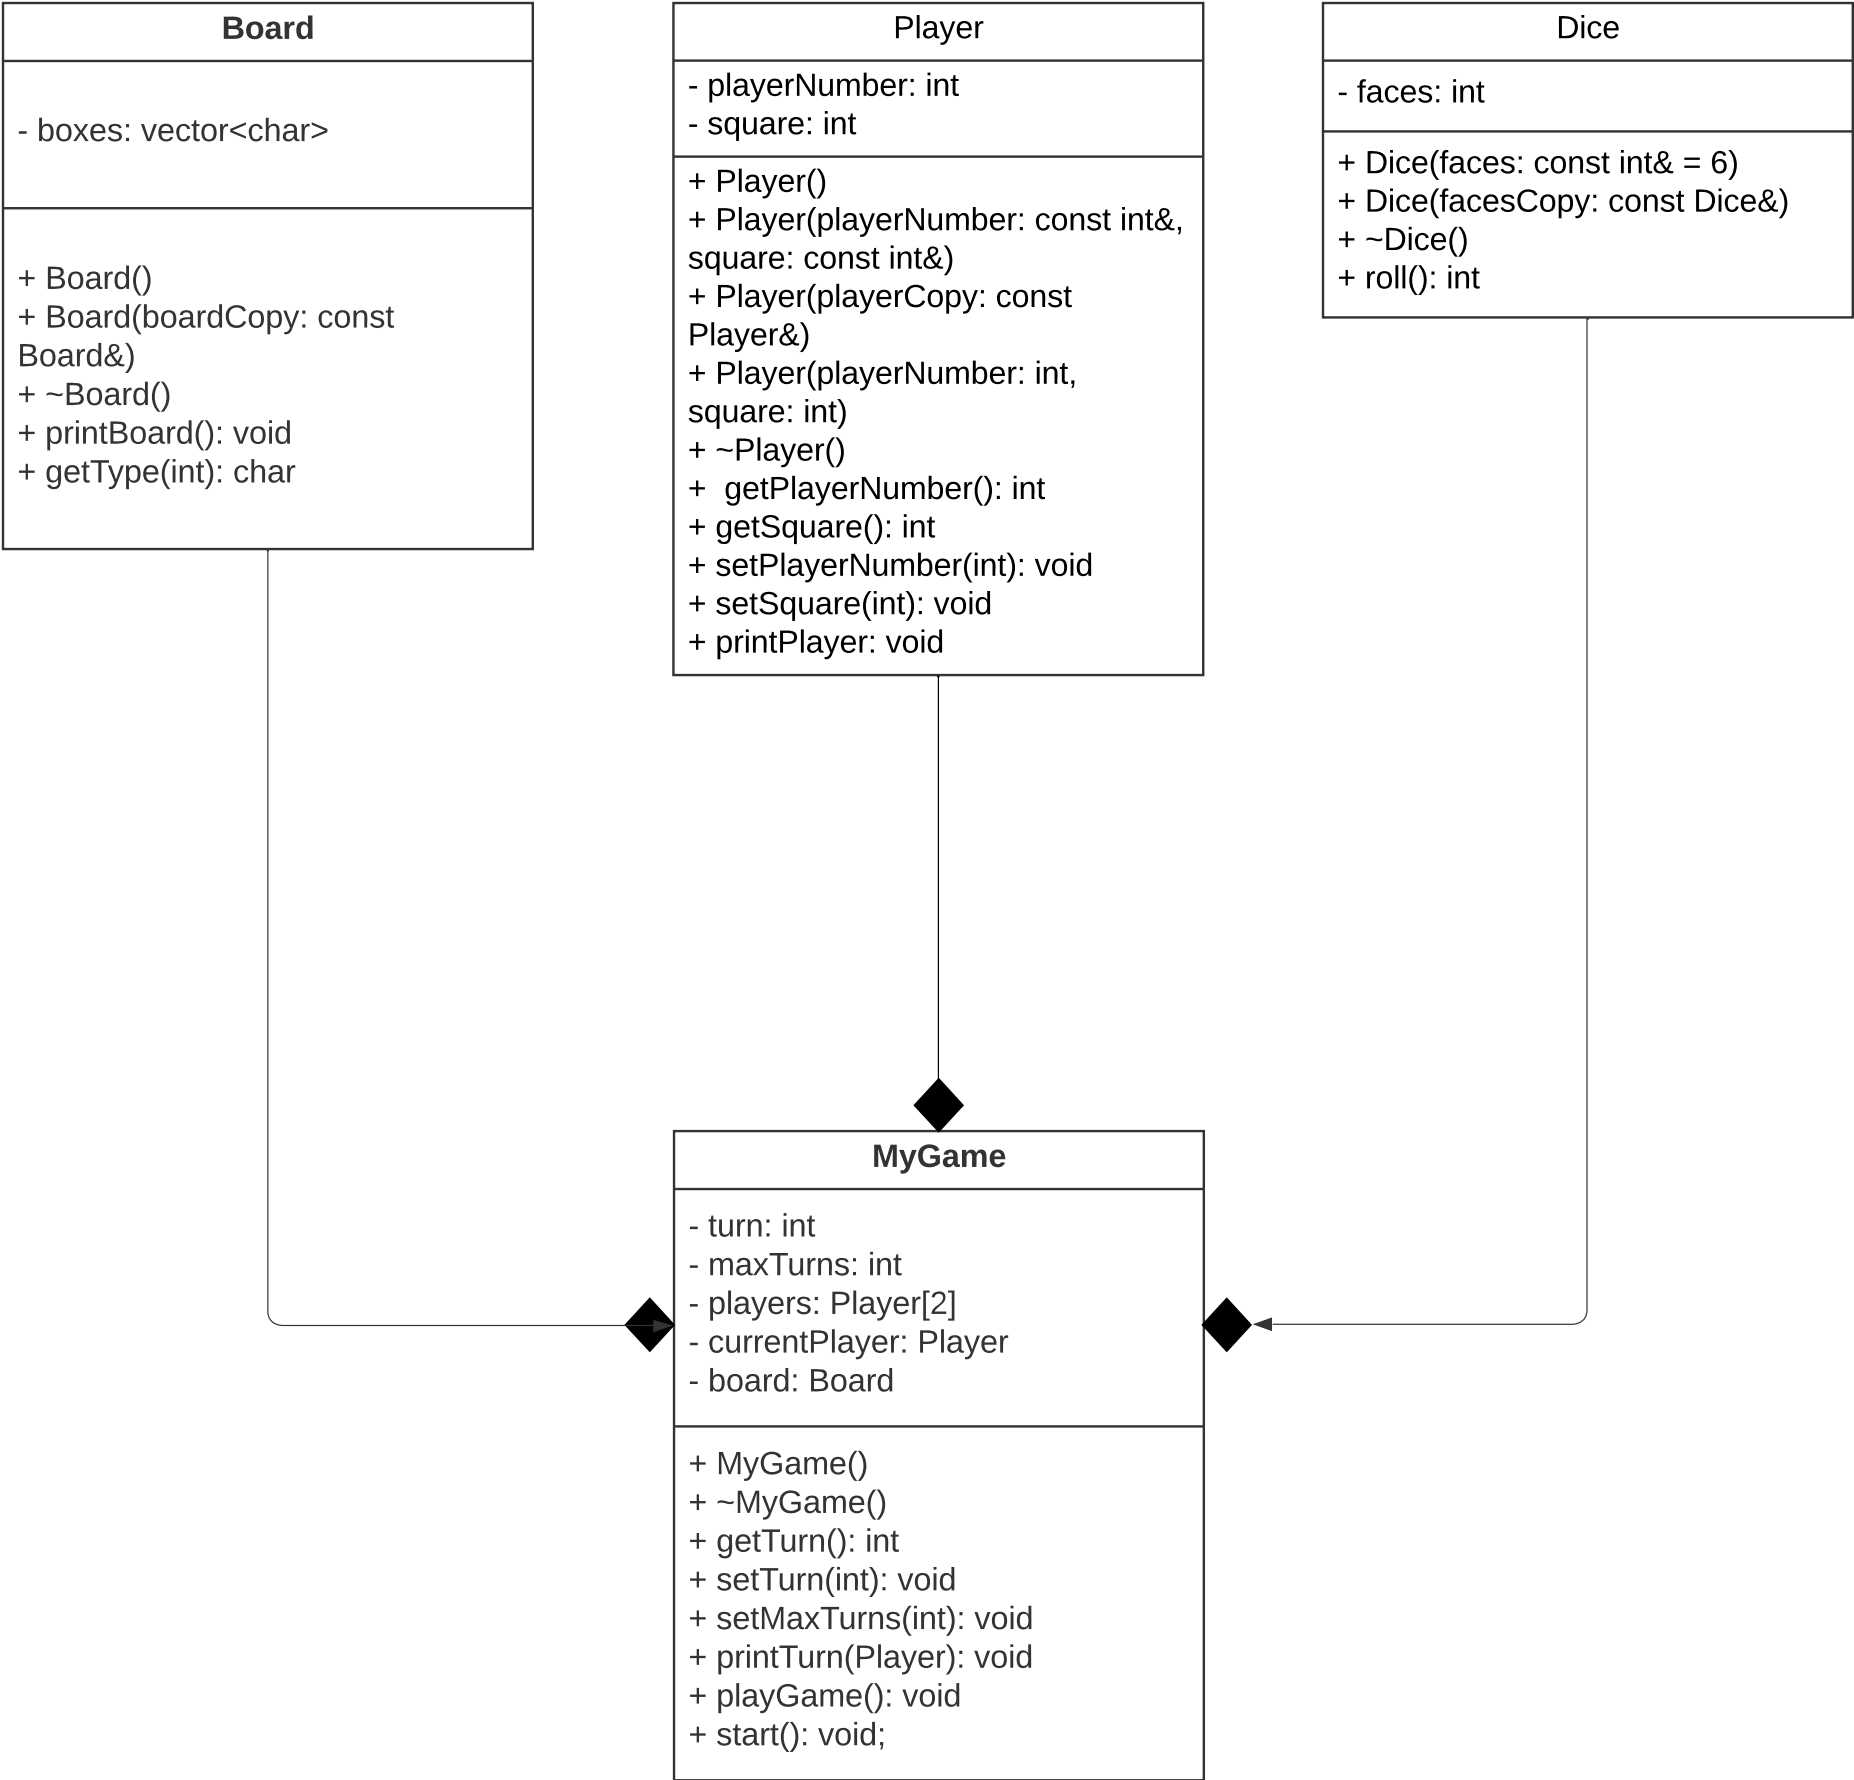 Board
- boxes: vector<char>
+ Board()
+ Board(boardCopy: const
Board&)
+ ~Board()
+ printBoard(): void
+ getType(int): char
Player
- playerNumber: int
- square: int
+ Player()
+ Player(playerNumber: const int&,
square: const int&)
+ Player(playerCopy: const
Player&)
+ Player(playerNumber: int,
square: int)
+ ~Player()
+  getPlayerNumber(): int
+ getSquare(): int
+ setPlayerNumber(int): void
+ setSquare(int): void
+ printPlayer: void
Dice
- faces: int
+ Dice(faces: const int& = 6)
+ Dice(facesCopy: const Dice&)
+ ~Dice()
+ roll(): int
MyGame
- turn: int
- maxTurns: int
- players: Player[2]
- currentPlayer: Player
- board: Board
+ MyGame()
+ ~MyGame()
+ getTurn(): int
+ setTurn(int): void
+ setMaxTurns(int): void
+ printTurn(Player): void
+ playGame(): void
+ start(): void;